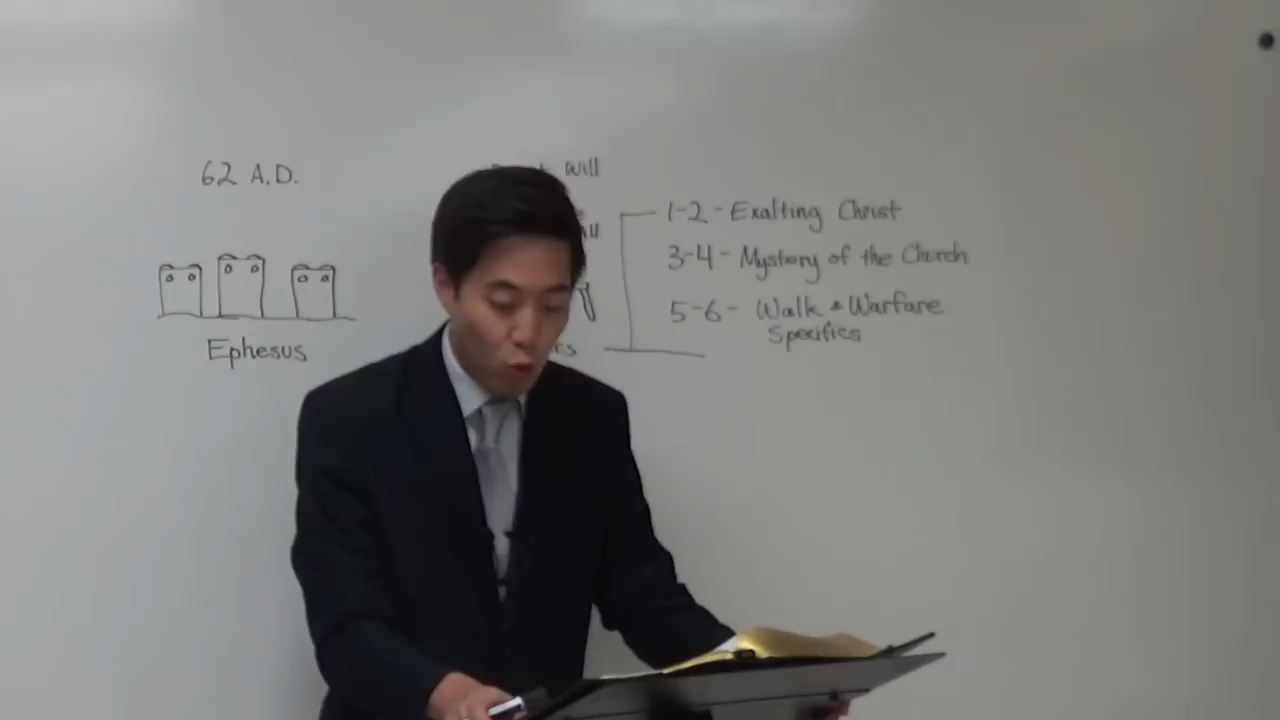 62 A.D.
Will
1-2 - Exalting Christ
3-4 - Mystery of the Church
5-6 - Walk & Warfare
Specifics
Ephesus